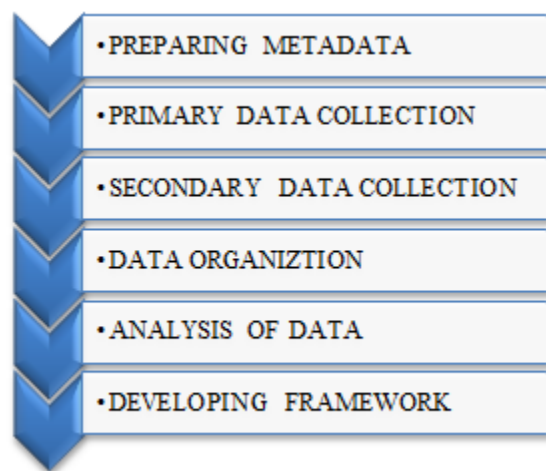 •PREPARING METADATA
•PRIMARY DATA COLLECTION
•SECONDARY DATA COLLECTION
•DATA ORGANIZTION
•ANALYSIS OF DATA
•DEVELOPING FRAMEWORK